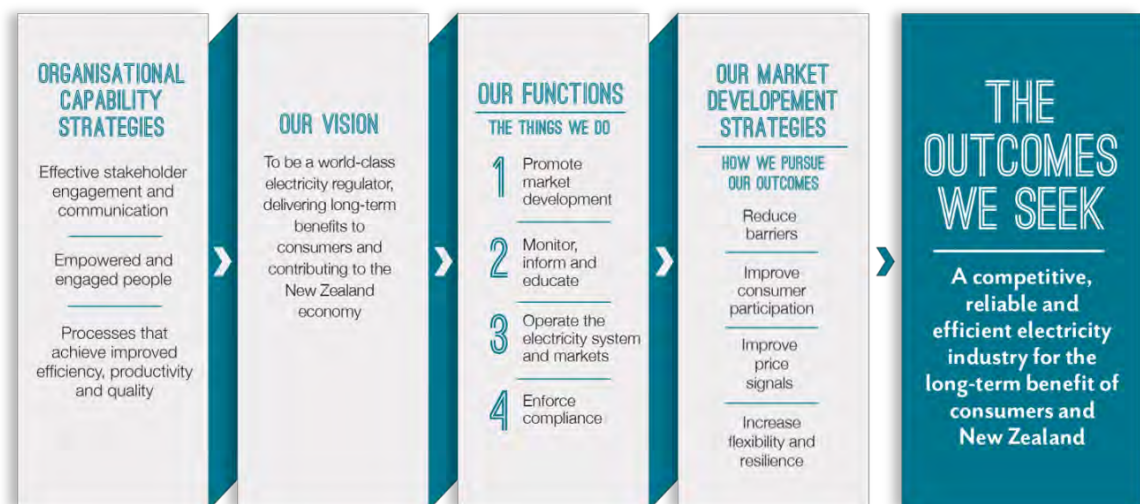 ORGANISATIONAL
CAPABILITY
STRATEGIES
Effective stakeholder
engagement and
communication
Empowered and
engaged people
Processes that
achieve improved
efficiency, productivity
and quality
OUR VISION
To be a world-class
electricity regulator,
delivering long-term
benefits to
consumers and
contributing to the
New Zealand
economy
OUR FUNCTIONS
THE THINGS WE DO
1 Promote
market
development
2 Monitor,
inform and
educate
3 Operate the
electricity system
and markets
4 Enforce
compliance
OUR MARKET
DEVELOPEMENT
STRATEGIES
HOW WE PURSUE
OUR OUTCOMES
Reduce
barriers
Improve
consumer
participation
Improve
price
signals
Increase
flexibility and
resilience
THE
OUTCOMES
WE SEEK
A competitive,
reliable and
efficient electricity
industry for the
long-term benefit of
consumers and
New Zealand